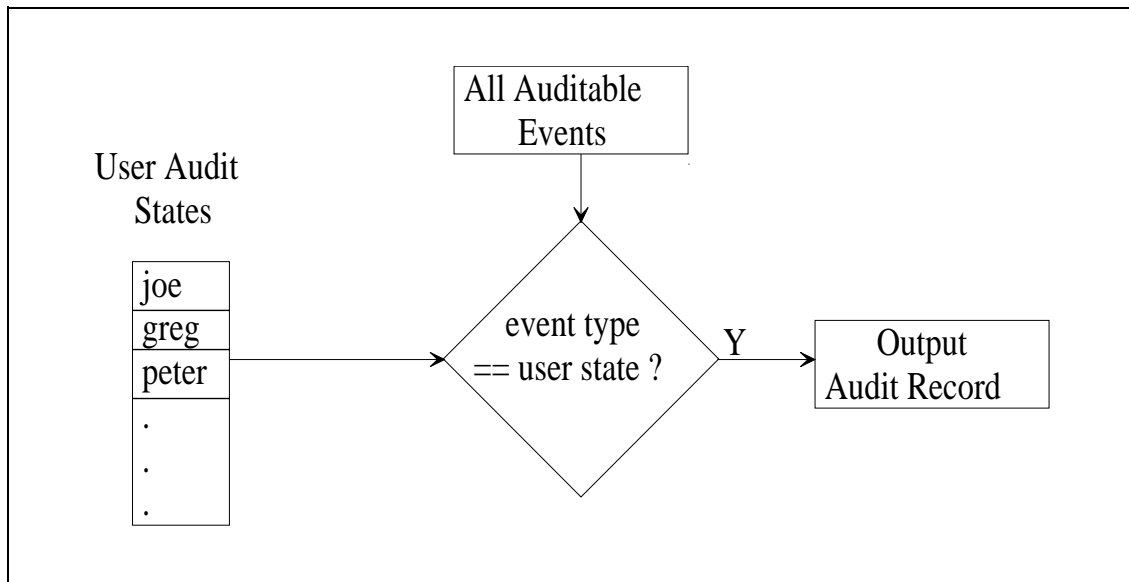 All Auditable
Events
User Audit
States
joe
greg
peter
.
.
.
event type
== user state ?
Y
Output
Audit Record